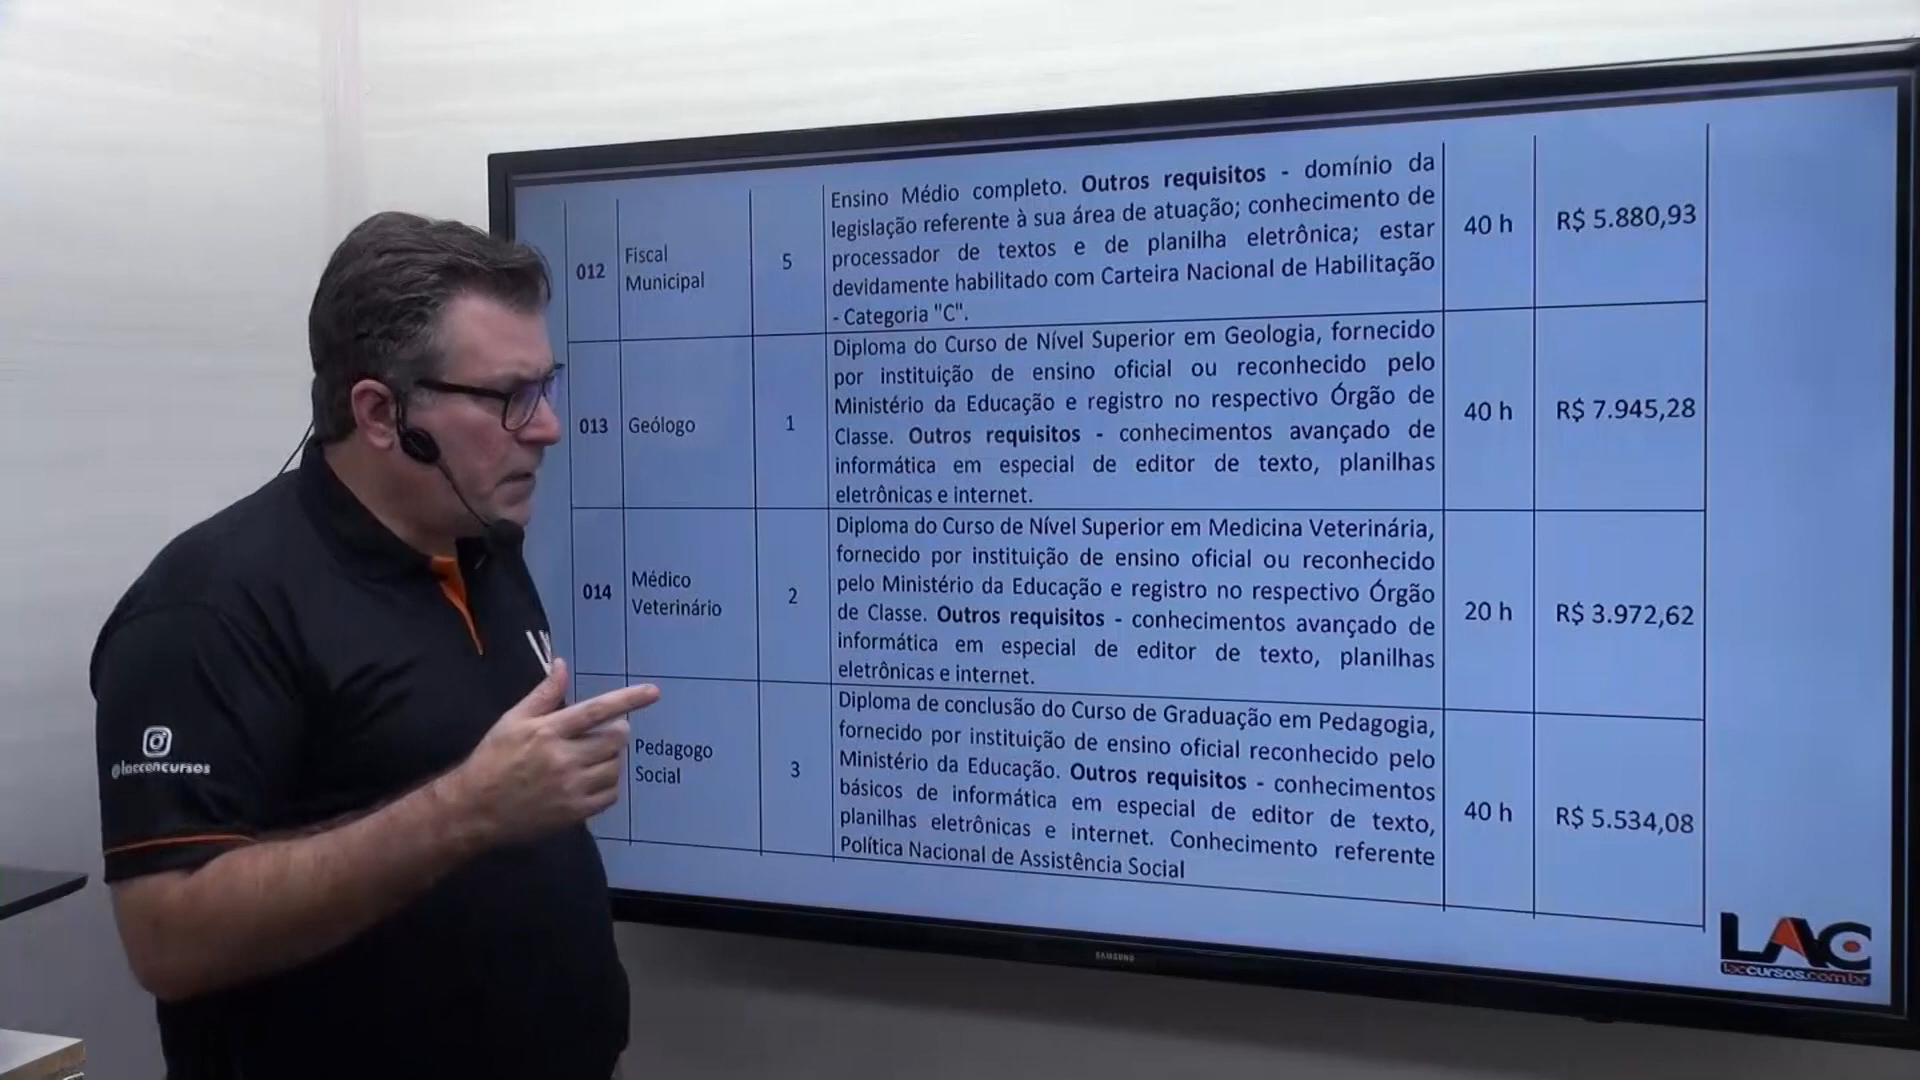 012
Fiscal
Municipal
5
Ensino Médio completo. Outros requisitos - domínio da
legislação referente à sua área de atuação; conhecimento de
processador de textos e de planilha eletrônica; estar
devidamente habilitado com Carteira Nacional de Habilitação
- Categoria "C".
40 h
R$ 5.880,93
013
Geólogo
1
Diploma do Curso de Nível Superior em Geologia, fornecido
por instituição de ensino oficial ou reconhecido pelo
Ministério da Educação e registro no respectivo Órgão de
Classe. Outros requisitos - conhecimentos avançado de
informática em especial de editor de texto, planilhas
eletrônicas e internet.
40 h
R$ 7.945,28
014
Médico
Veterinário
2
Diploma do Curso de Nível Superior em Medicina Veterinária,
fornecido por instituição de ensino oficial ou reconhecido
pelo Ministério da Educação e registro no respectivo Órgão
de Classe. Outros requisitos - conhecimentos avançado de
informática em especial de editor de texto, planilhas
eletrônicas e internet.
20 h
R$ 3.972,62
Pedagogo
Social
3
Diploma de conclusão do Curso de Graduação em Pedagogia,
fornecido por instituição de ensino oficial reconhecido pelo
Ministério da Educação. Outros requisitos - conhecimentos
básicos de informática em especial de editor de texto,
planilhas eletrônicas e internet. Conhecimento referente
Política Nacional de Assistência Social
40 h
R$ 5.534,08
@lacconcursos
SAMSUNG
LAC
laccursos.com.br